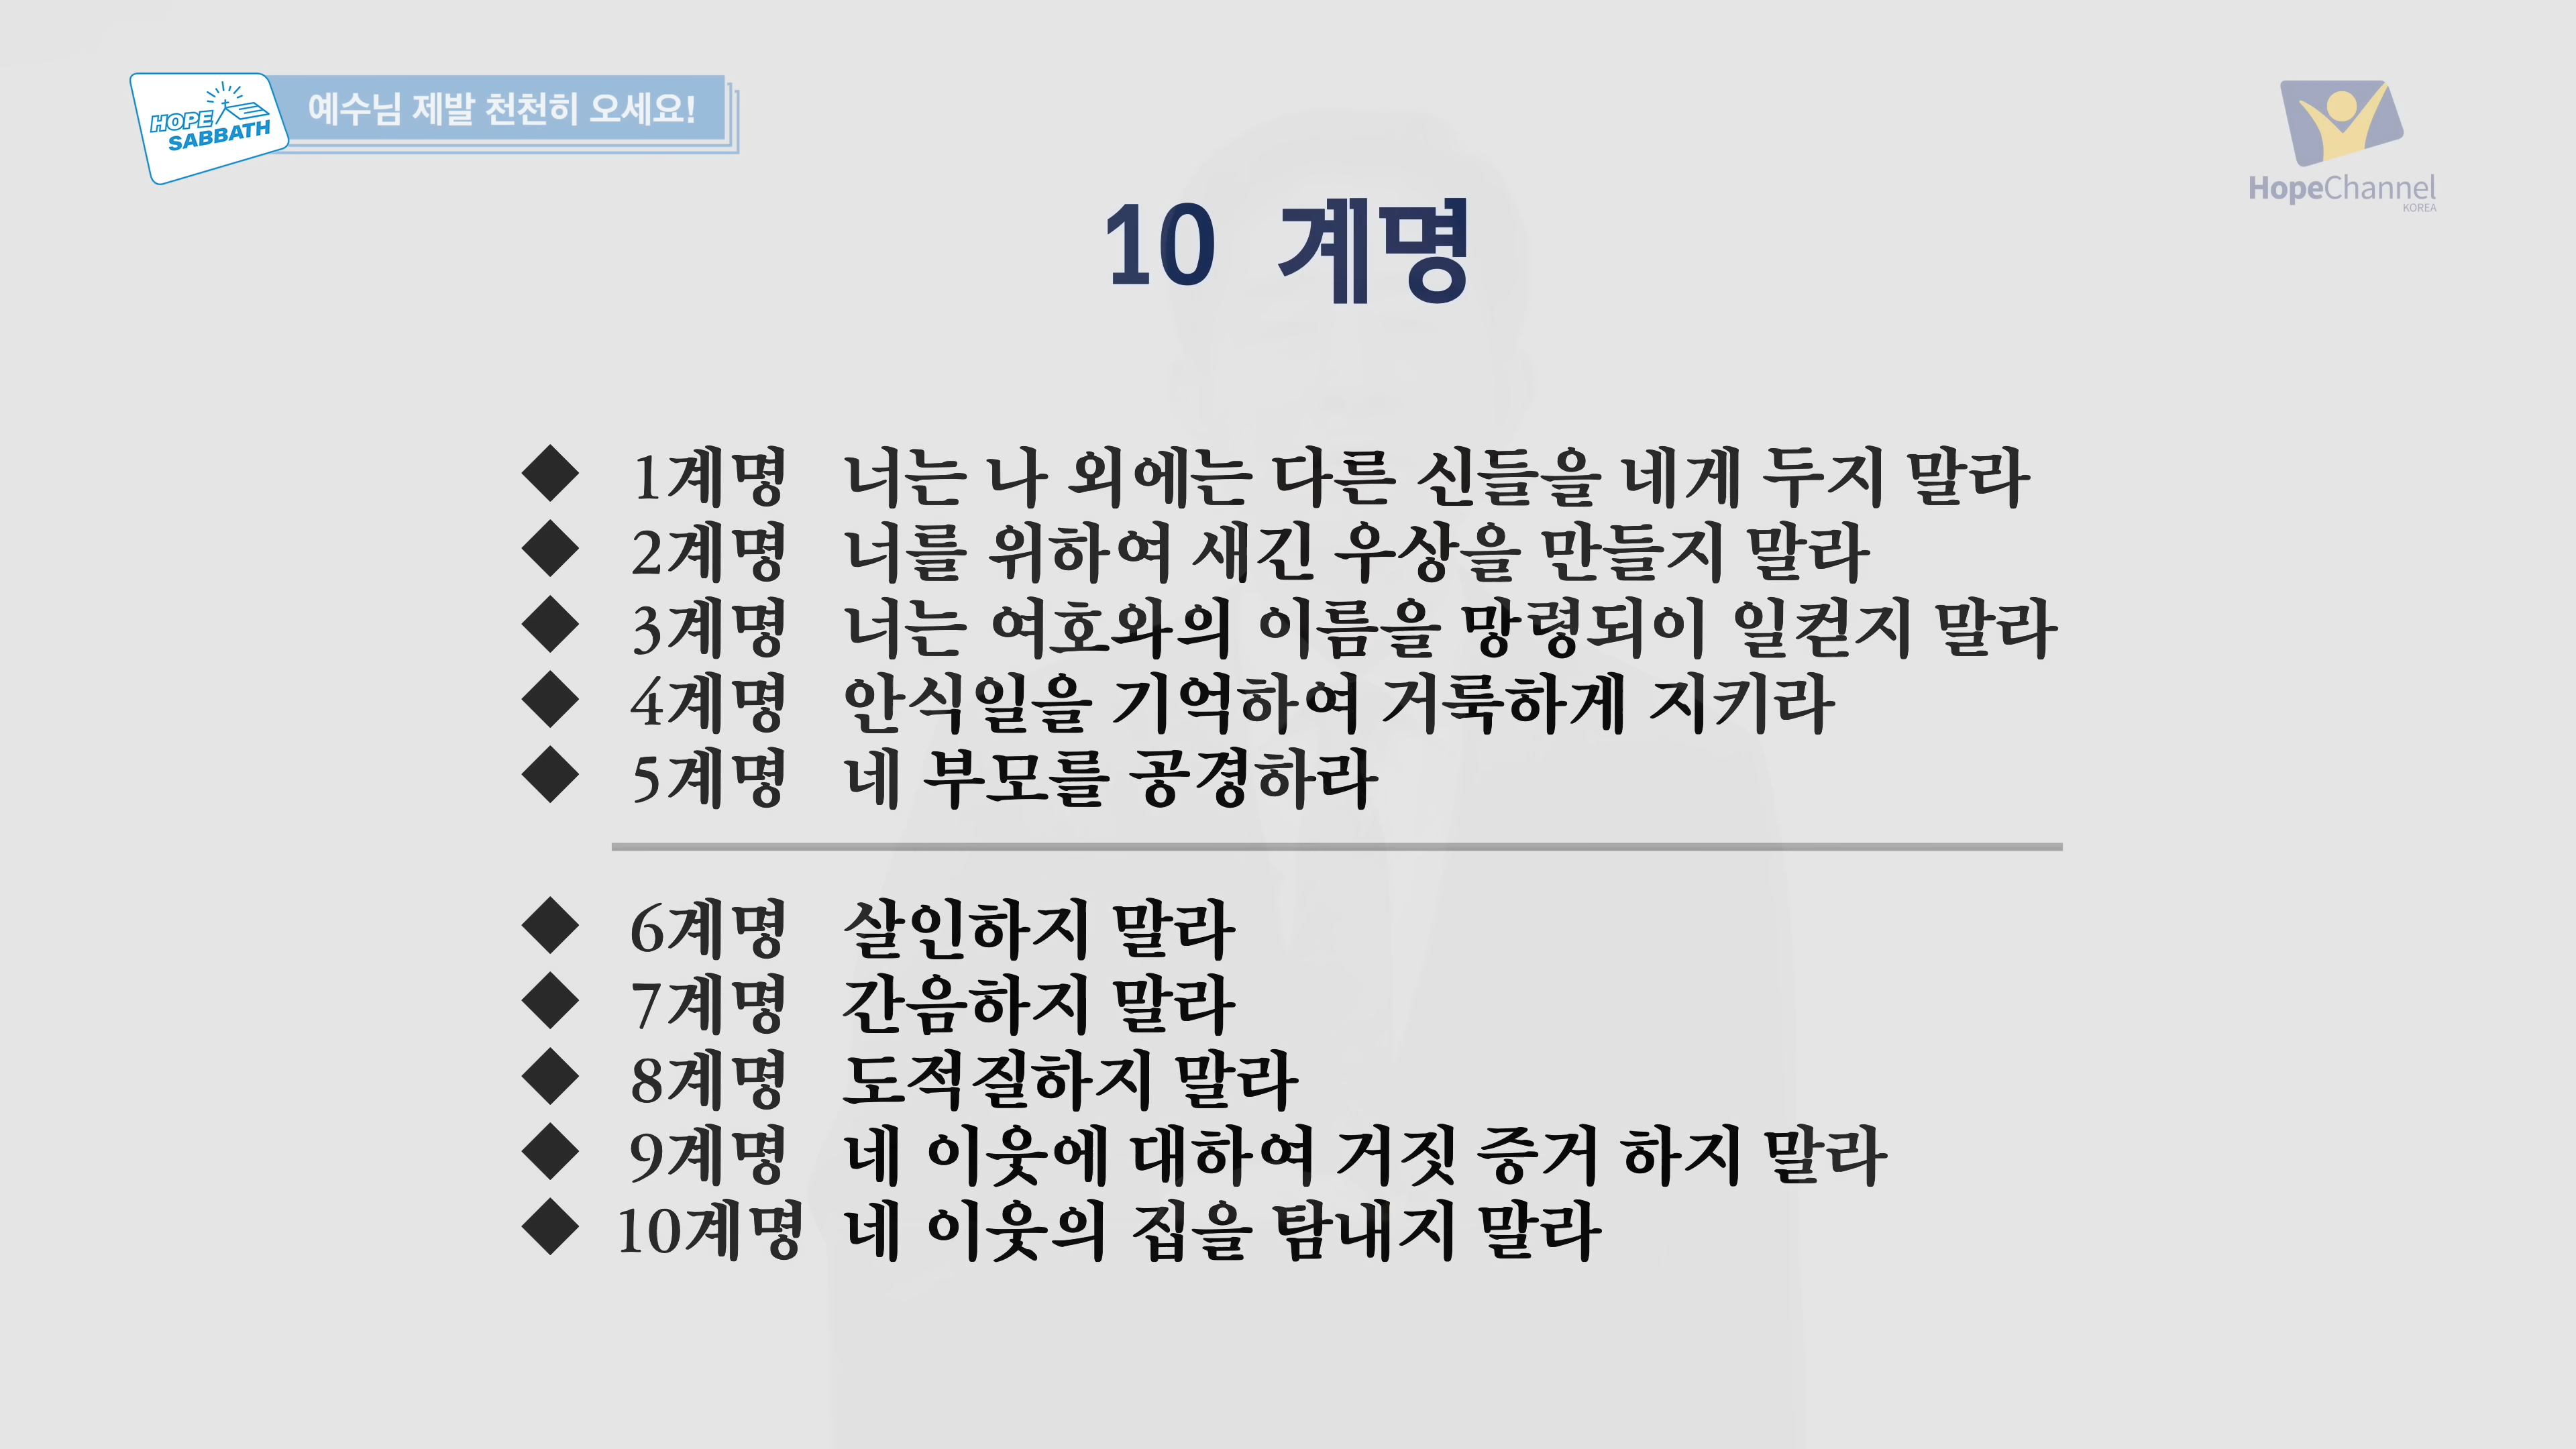 HOPE
SABBATH
예수님 제발 천천히 오세요!
HopeChannel
KOREA
10 계명
◆ 1계명 너는 나 외에는 다른 신들을 네게 두지 말라
◆ 2계명 너를 위하여 새긴 우상을 만들지 말라
◆ 3계명 너는 여호와의 이름을 망령되이 일컫지 말라
◆ 4계명 안식일을 기억하여 거룩하게 지키라
◆ 5계명 네 부모를 공경하라
◆ 6계명 살인하지 말라
◆ 7계명 간음하지 말라
◆ 8계명 도적질하지 말라
◆ 9계명 네 이웃에 대하여 거짓 증거 하지 말라
◆ 10계명 네 이웃의 집을 탐내지 말라